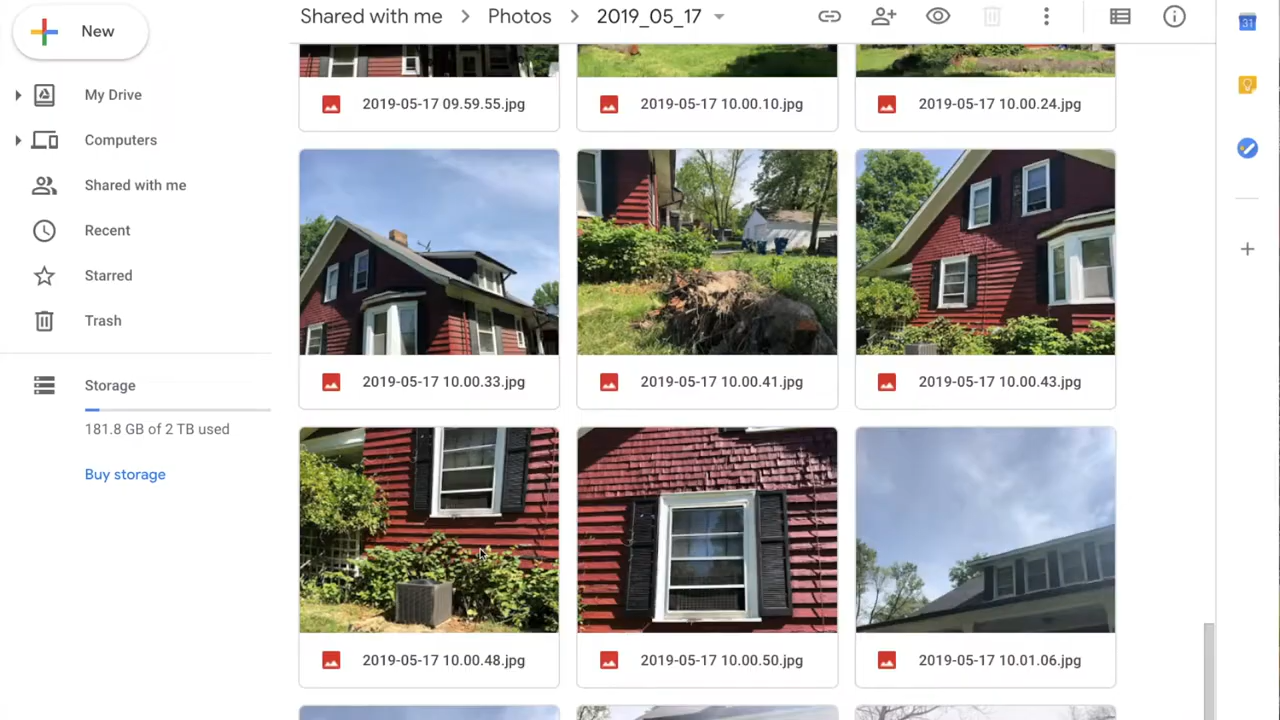 Shared with me > Photos > 2019_05_17
New
My Drive
Computers
Shared with me
Recent
Starred
Trash
Storage
181.8 GB of 2 TB used
Buy storage
2019-05-17 09.59.55.jpg
2019-05-17 10.00.10.jpg
2019-05-17 10.00.24.jpg
2019-05-17 10.00.33.jpg
2019-05-17 10.00.41.jpg
2019-05-17 10.00.43.jpg
2019-05-17 10.00.48.jpg
2019-05-17 10.00.50.jpg
2019-05-17 10.01.06.jpg
31